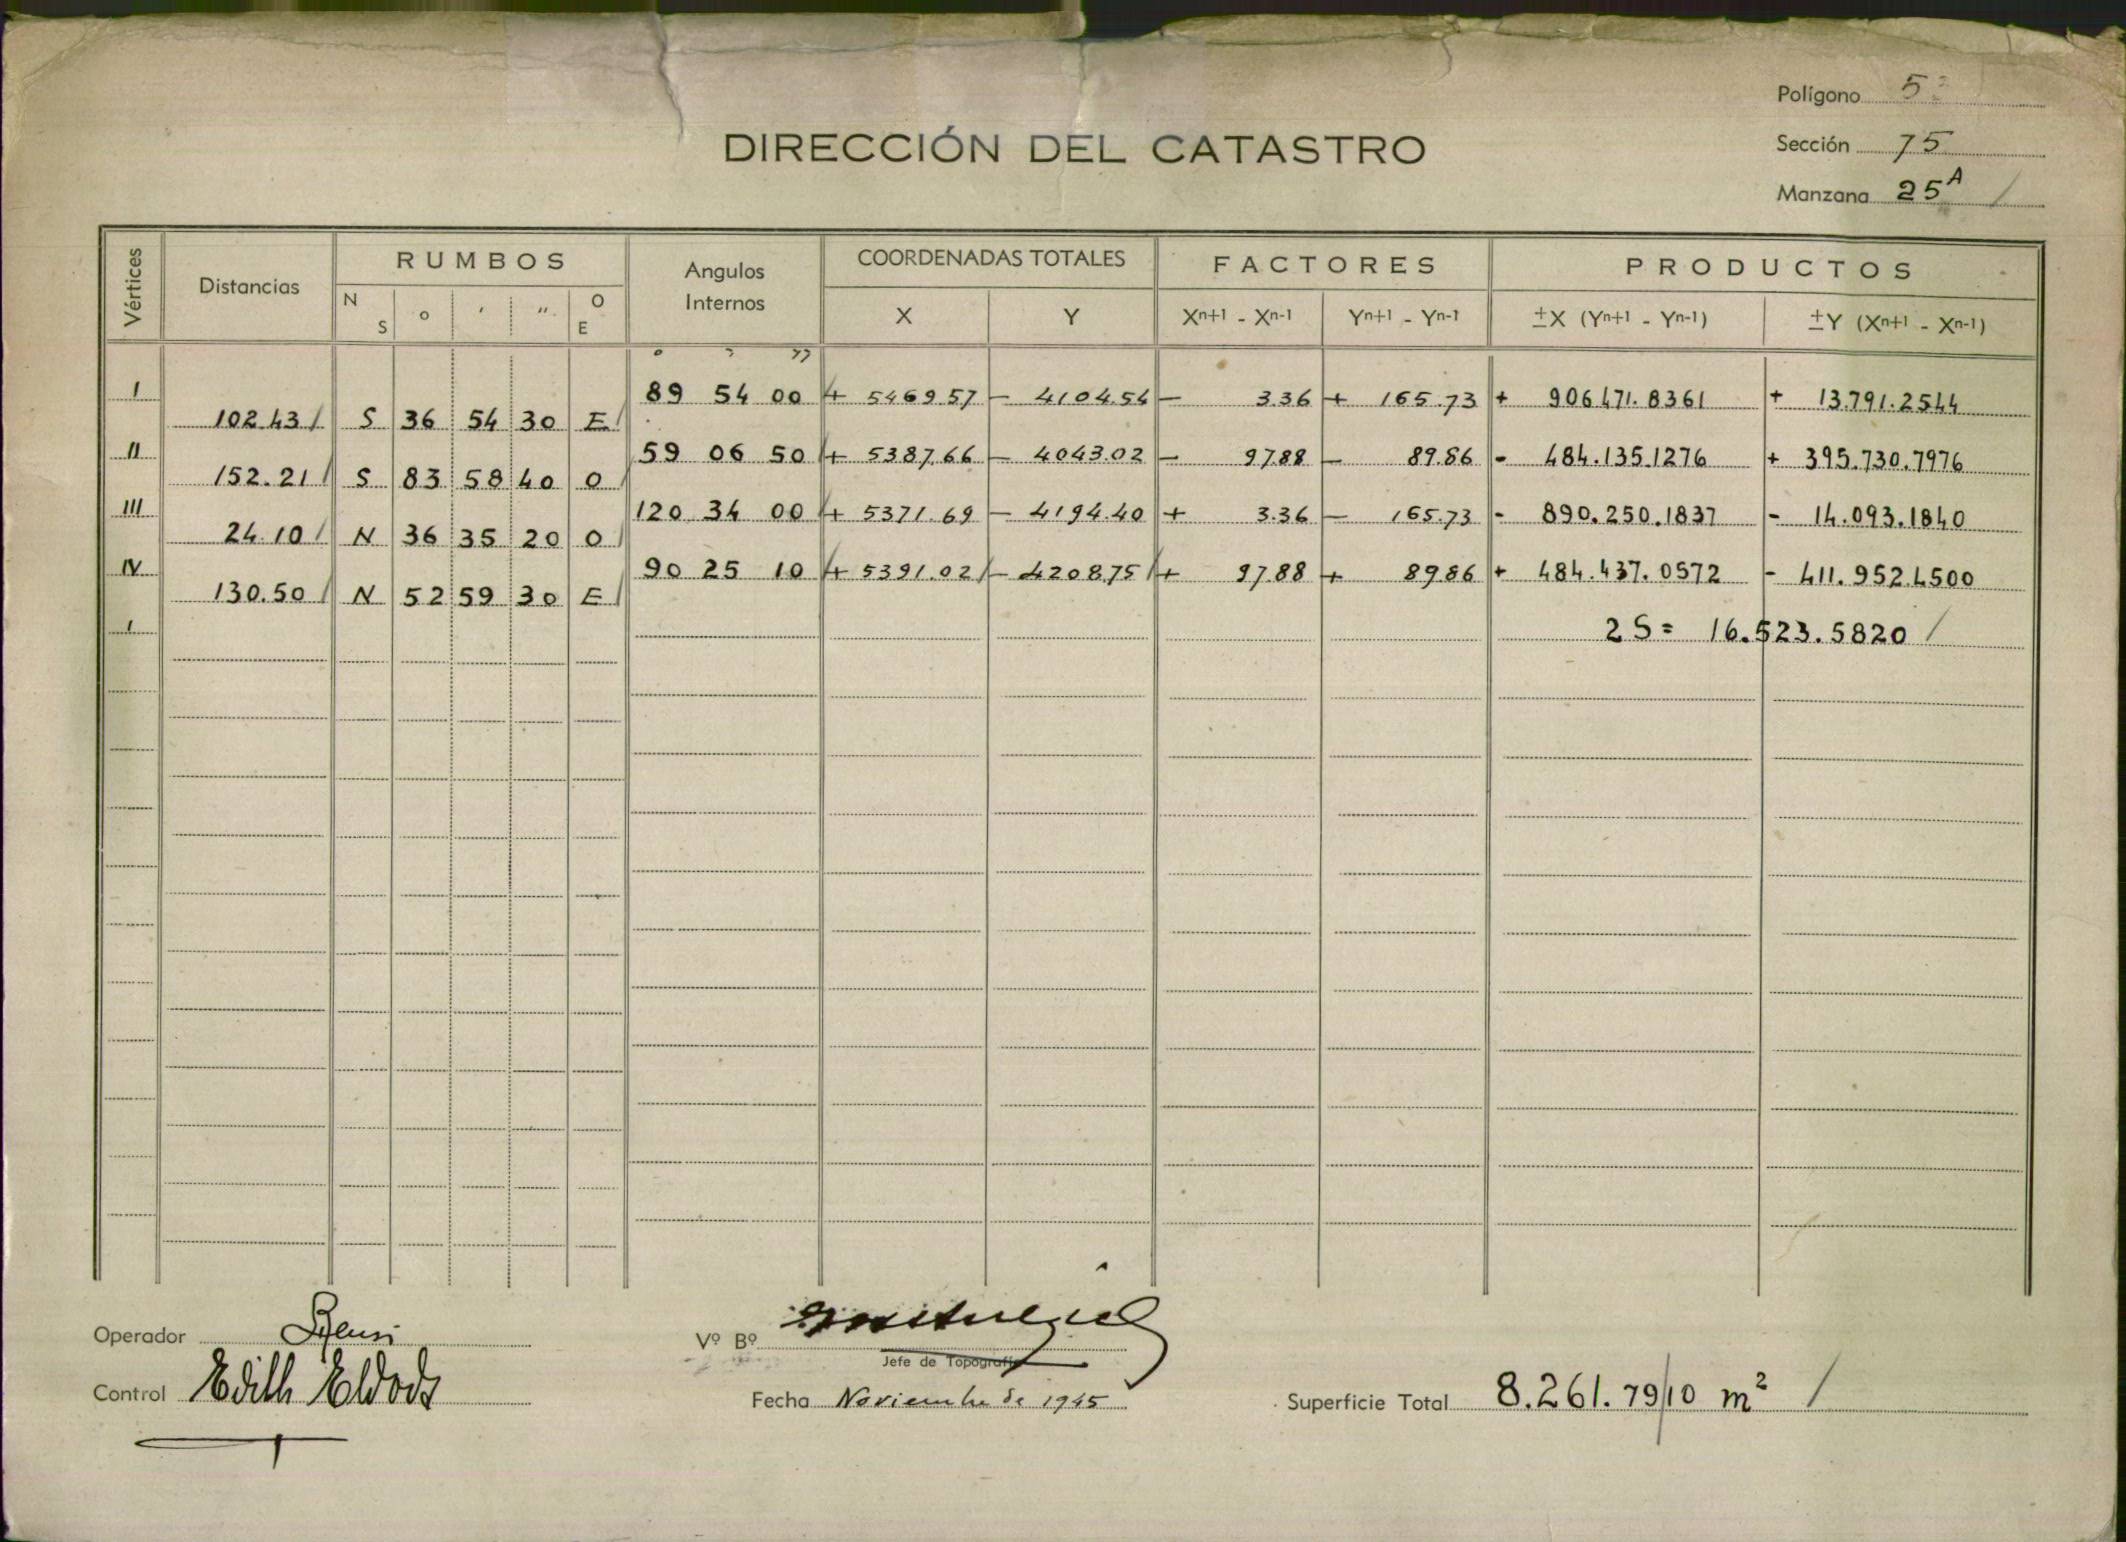 Polígono 5
DIRECCIÓN DEL CATASTRO
Sección 75
Manzana 25A /
Vértices
Distancias
RUMBOS
N S ° ' " O E
Angulos Internos
COORDENADAS TOTALES
X Y
FACTORES
Xn+1 - Xn-1 Yn+1 - Yn-1
PRODUCTOS
±X (Yn+1 - Yn-1) ±Y (Xn+1 - Xn-1)
° ' "
I 89 54 00 + 5469.57 - 4104.54 - 3.36 + 165.73 + 906.471.8361 + 13.791.2544
102.43 / S 36 54 30 E /
II 59 06 50 + 5387.66 - 4043.02 - 97.88 - 89.86 - 484.135.1276 + 395.730.7976
152.21 / S 83 58 40 O /
III 120 34 00 + 5371.69 - 4194.40 + 3.36 - 165.73 - 890.250.1837 - 14.093.1840
24.10 / N 36 35 20 O /
IV 90 25 10 + 5391.02 / - 4208.75 / + 97.88 + 89.86 + 484.437.0572 - 411.952.4500
130.50 / N 52 59 30 E /
I 2S = 16.523.5820 /
Operador
Vº Bº
Jefe de Topografía
Control Edith
Fecha Noviembre de 1945
Superficie Total 8.261.79/10 m² /